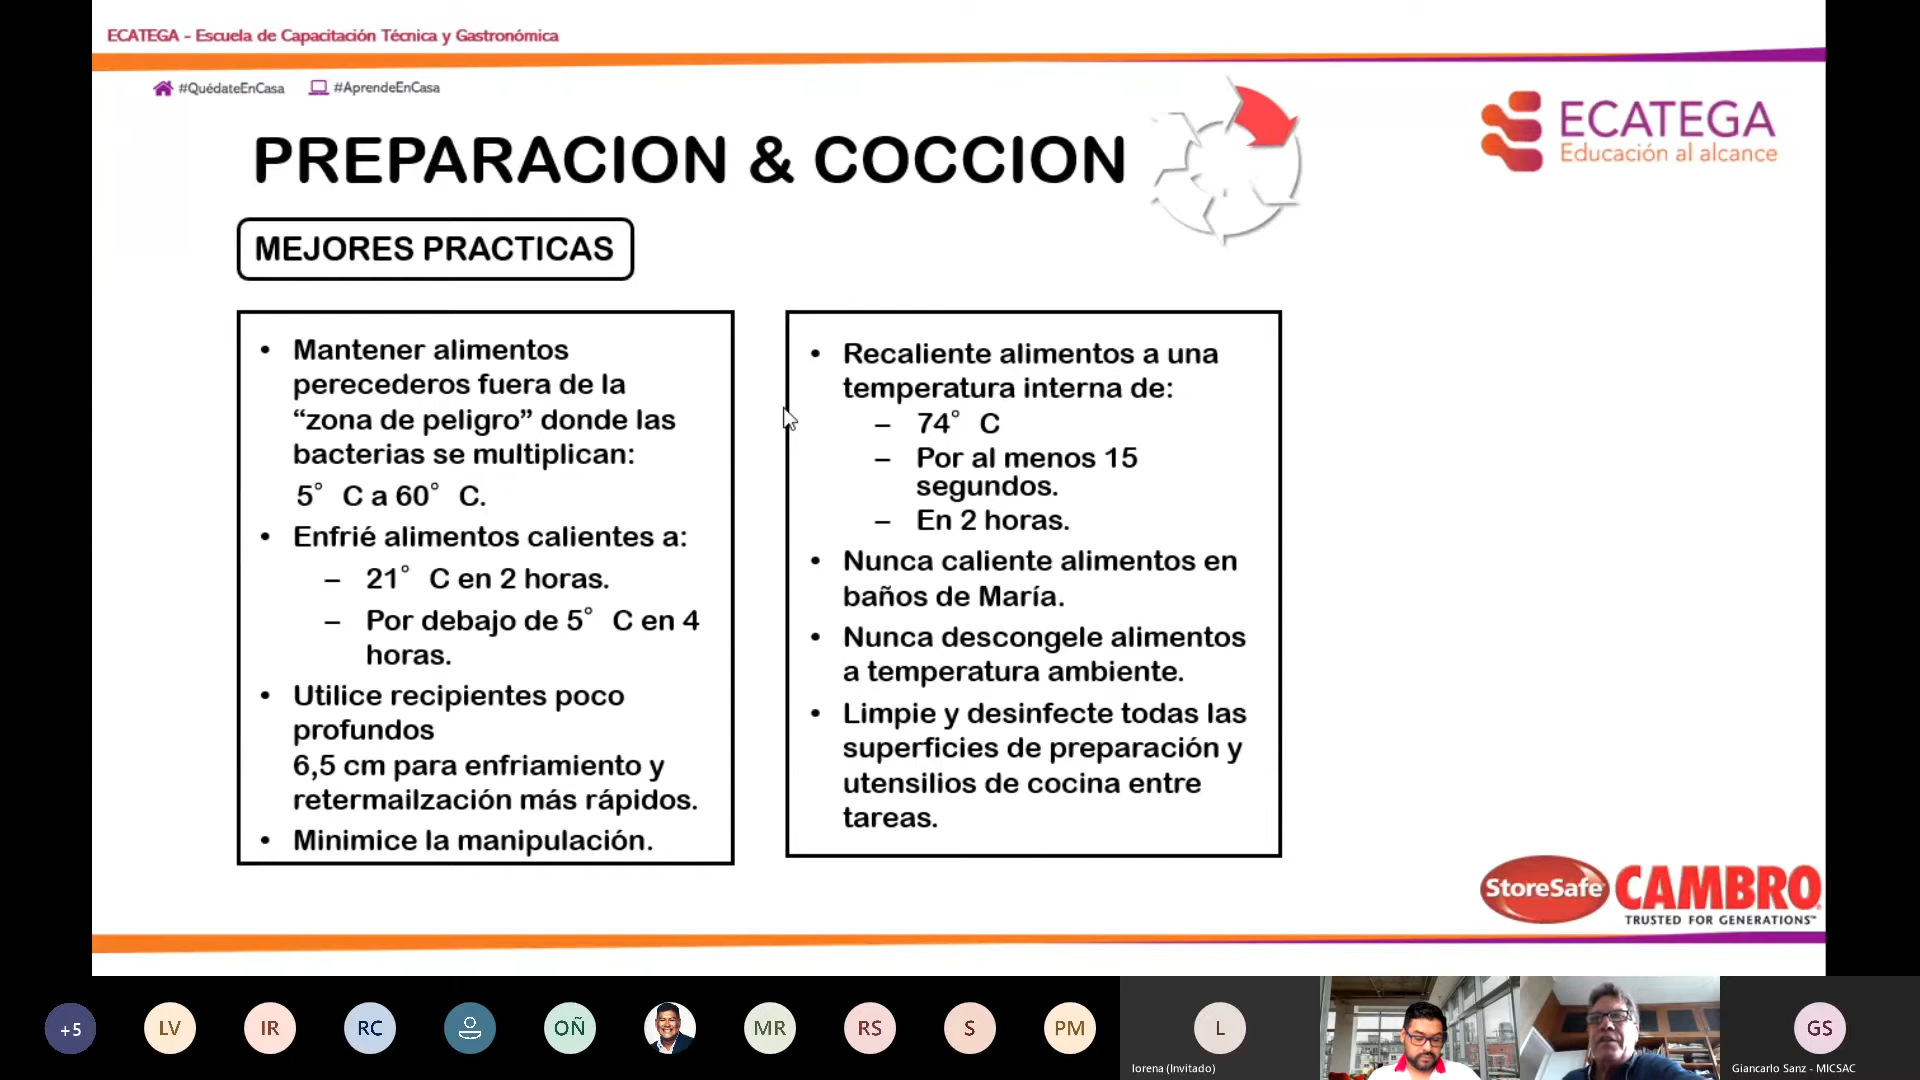 ECATEGA - Escuela de Capacitación Técnica y Gastronómica
#QuédateEnCasa #AprendeEnCasa
ECATEGA
Educación al alcance
PREPARACION & COCCION
MEJORES PRACTICAS
• Mantener alimentos
perecederos fuera de la
“zona de peligro” donde las
bacterias se multiplican:
5° C a 60° C.
• Enfrié alimentos calientes a:
– 21° C en 2 horas.
– Por debajo de 5° C en 4
horas.
• Utilice recipientes poco
profundos
6,5 cm para enfriamiento y
retermailzación más rápidos.
• Minimice la manipulación.
• Recaliente alimentos a una
temperatura interna de:
– 74° C
– Por al menos 15
segundos.
– En 2 horas.
• Nunca caliente alimentos en
baños de María.
• Nunca descongele alimentos
a temperatura ambiente.
• Limpie y desinfecte todas las
superficies de preparación y
utensilios de cocina entre
tareas.
StoreSafe CAMBRO
TRUSTED FOR GENERATIONS™
+5 LV IR RC OÑ MR RS S PM L GS
lorena (Invitado)
Giancarlo Sanz - MICSAC